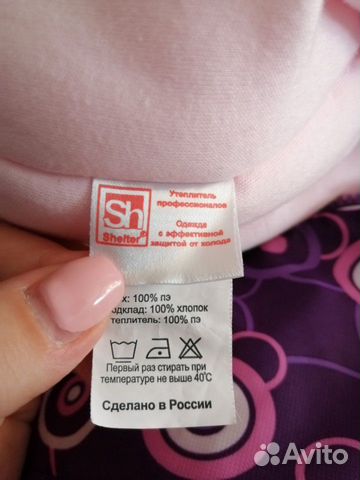 Sh
Shelter®
Утеплитель
профессионалов
Одежда
с эффективной
защитой от холода
х: 100% пэ
одклад: 100% хлопок
еплитель: 100% пэ
Первый раз стирать при
температуре не выше 40°С
Сделано в России
Avito